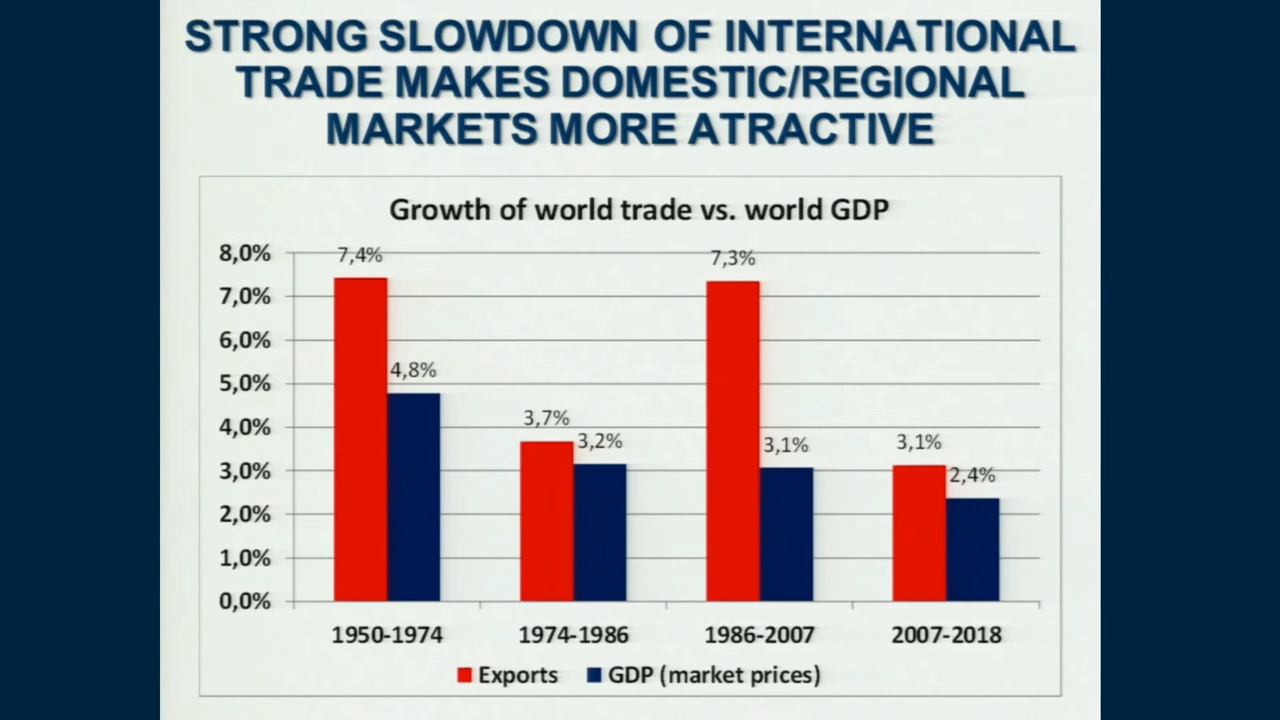 STRONG SLOWDOWN OF INTERNATIONAL
TRADE MAKES DOMESTIC/REGIONAL
MARKETS MORE ATRACTIVE
Growth of world trade vs. world GDP
8,0%
7,0%
6,0%
5,0%
4,0%
3,0%
2,0%
1,0%
0,0%
7,4%
4,8%
3,7%
3,2%
7,3%
3,1%
3,1%
2,4%
1950-1974 1974-1986 1986-2007 2007-2018
Exports GDP (market prices)